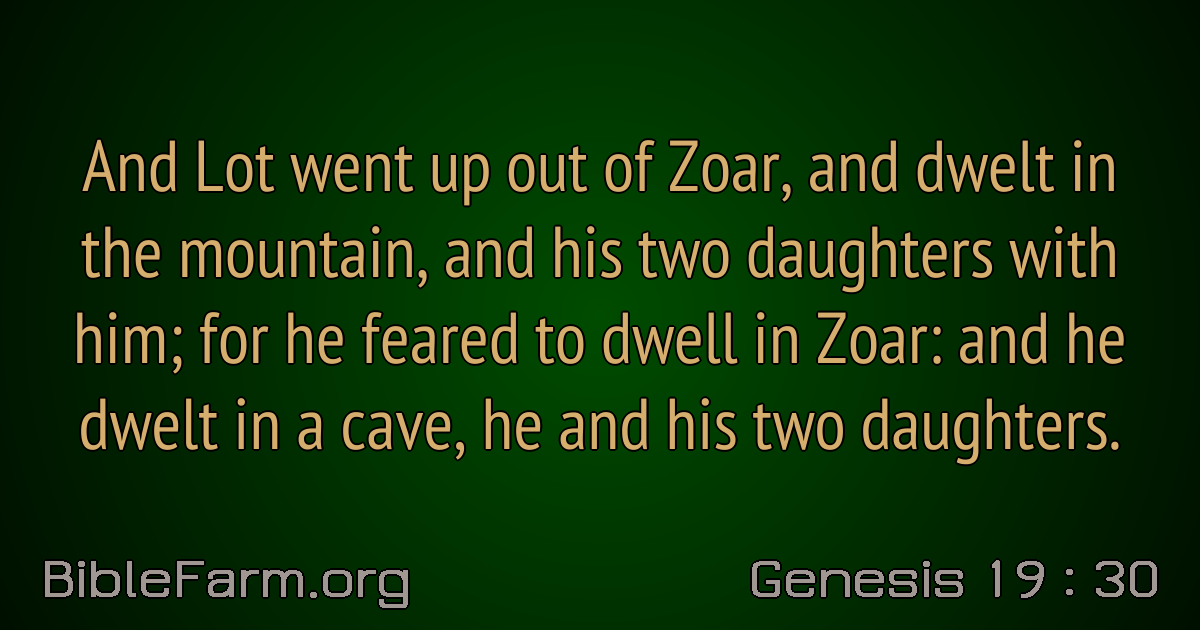 And Lot went up out of Zoar, and dwelt in
the mountain, and his two daughters with
him; for he feared to dwell in Zoar: and he
dwelt in a cave, he and his two daughters.
BibleFarm.org
Genesis 19 : 30